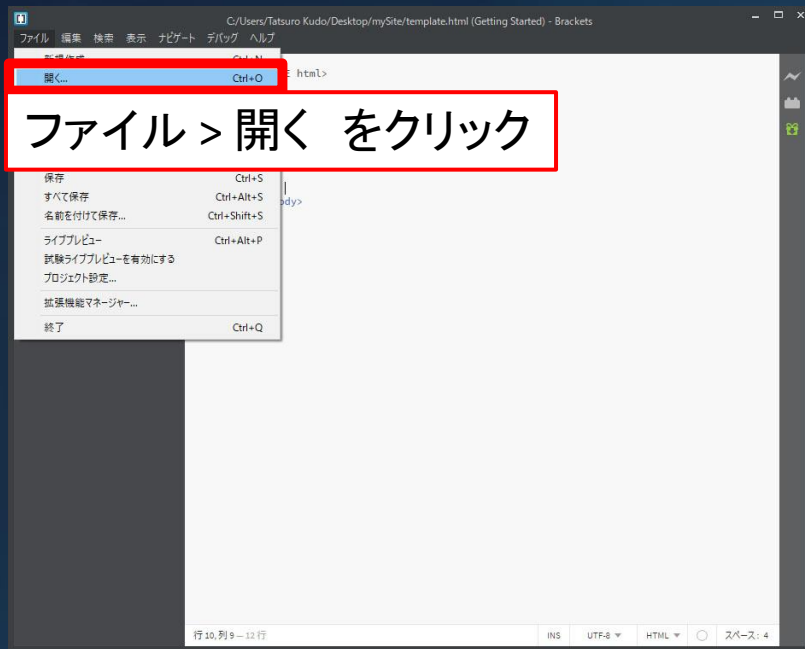 C:/Users/Tatsuro Kudo/Desktop/mySite/template.html (Getting Started) - Brackets
ファイル 編集 検索 表示 ナビゲート デバッグ ヘルプ
開く... Ctrl+O
html>
ファイル > 開く をクリック
保存 Ctrl+S
すべて保存 Ctrl+Alt+S
ody>
名前を付けて保存... Ctrl+Shift+S
ライブプレビュー Ctrl+Alt+P
試験ライブプレビューを有効にする
プロジェクト設定...
拡張機能マネージャー...
終了 Ctrl+Q
行 10, 列 9 — 12 行 INS UTF-8 HTML スペース: 4